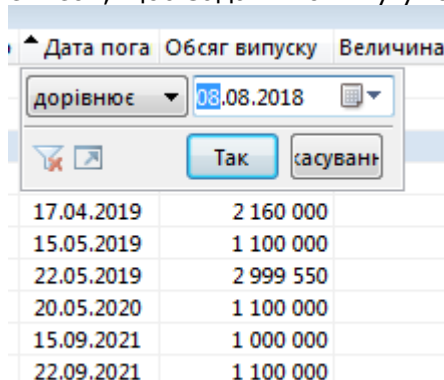 Дата пога Обсяг випуску Величина
дорівнює 08.08.2018
Так касуванн
17.04.2019 2 160 000
15.05.2019 1 100 000
22.05.2019 2 999 550
20.05.2020 1 100 000
15.09.2021 1 000 000
22.09.2021 1 100 000